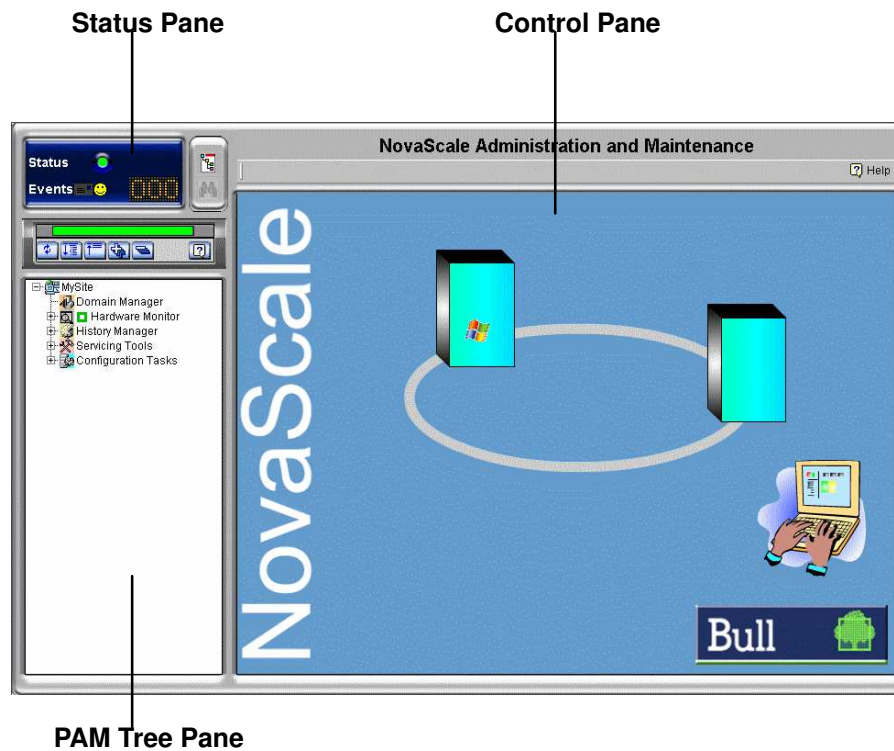 Status Pane
Control Pane
NovaScale Administration and Maintenance
Status
Events
000
Help
MySite
Domain Manager
Hardware Monitor
History Manager
Servicing Tools
Configuration Tasks
NovaScale
Bull
PAM Tree Pane